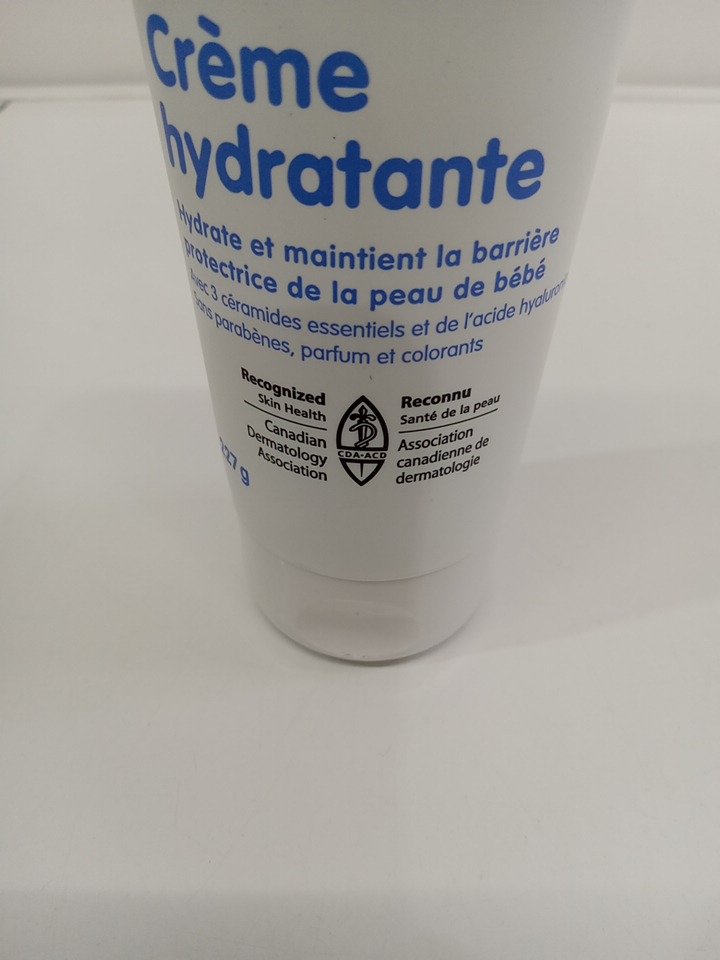 Crème
hydratante
Hydrate et maintient la barrière
protectrice de la peau de bébé
Avec 3 céramides essentiels et de l'acide
sans parabènes, parfum et colorants
Recognized
Skin Health
Canadian
Dermatology
Association
CDA•ACD
Reconnu
Santé de la peau
Association
canadienne de
dermatologie
227 g